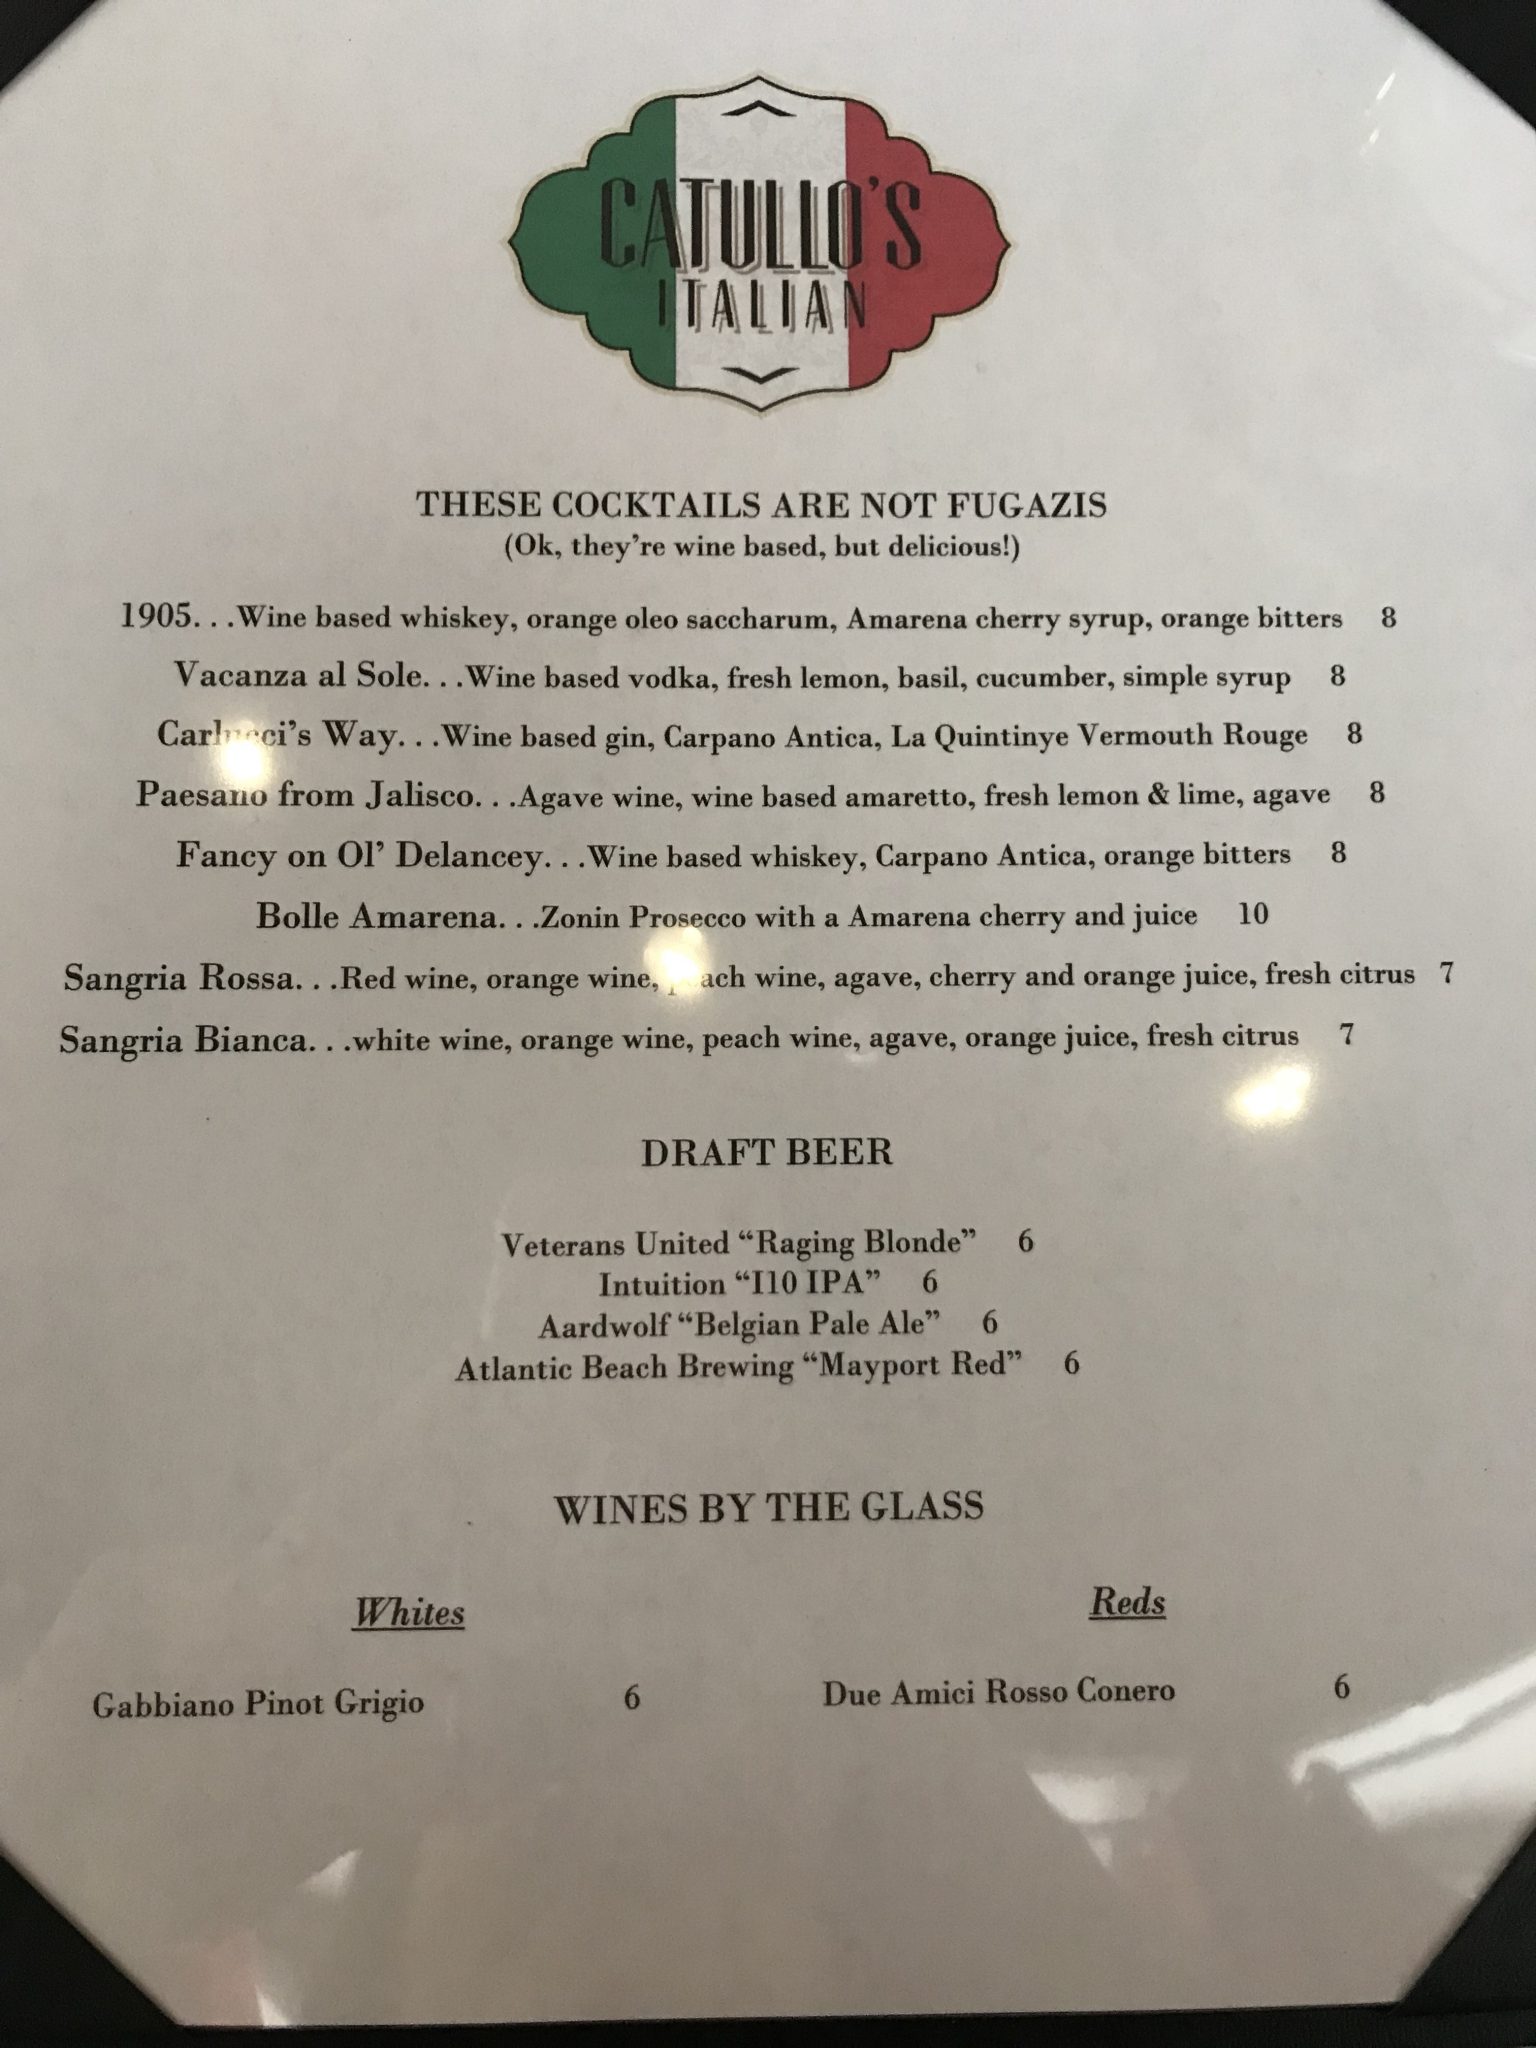 CATULLO'S
ITALIAN
THESE COCKTAILS ARE NOT FUGAZIS
(Ok, they're wine based, but delicious!)
1905. . .Wine based whiskey, orange oleo saccharum, Amarena cherry syrup, orange bitters 8
Vacanza al Sole. . .Wine based vodka, fresh lemon, basil, cucumber, simple syrup 8
Carlucci's Way. . .Wine based gin, Carpano Antica, La Quintinye Vermouth Rouge 8
Paesano from Jalisco. . .Agave wine, wine based amaretto, fresh lemon & lime, agave 8
Fancy on Ol' Delancey. . .Wine based whiskey, Carpano Antica, orange bitters 8
Bolle Amarena. . .Zonin Prosecco with a Amarena cherry and juice 10
Sangria Rossa. . .Red wine, orange wine, peach wine, agave, cherry and orange juice, fresh citrus 7
Sangria Bianca. . .white wine, orange wine, peach wine, agave, orange juice, fresh citrus 7
DRAFT BEER
Veterans United “Raging Blonde” 6
Intuition “I10 IPA” 6
Aardwolf “Belgian Pale Ale” 6
Atlantic Beach Brewing “Mayport Red” 6
WINES BY THE GLASS
Whites
Gabbiano Pinot Grigio 6
Reds
Due Amici Rosso Conero 6